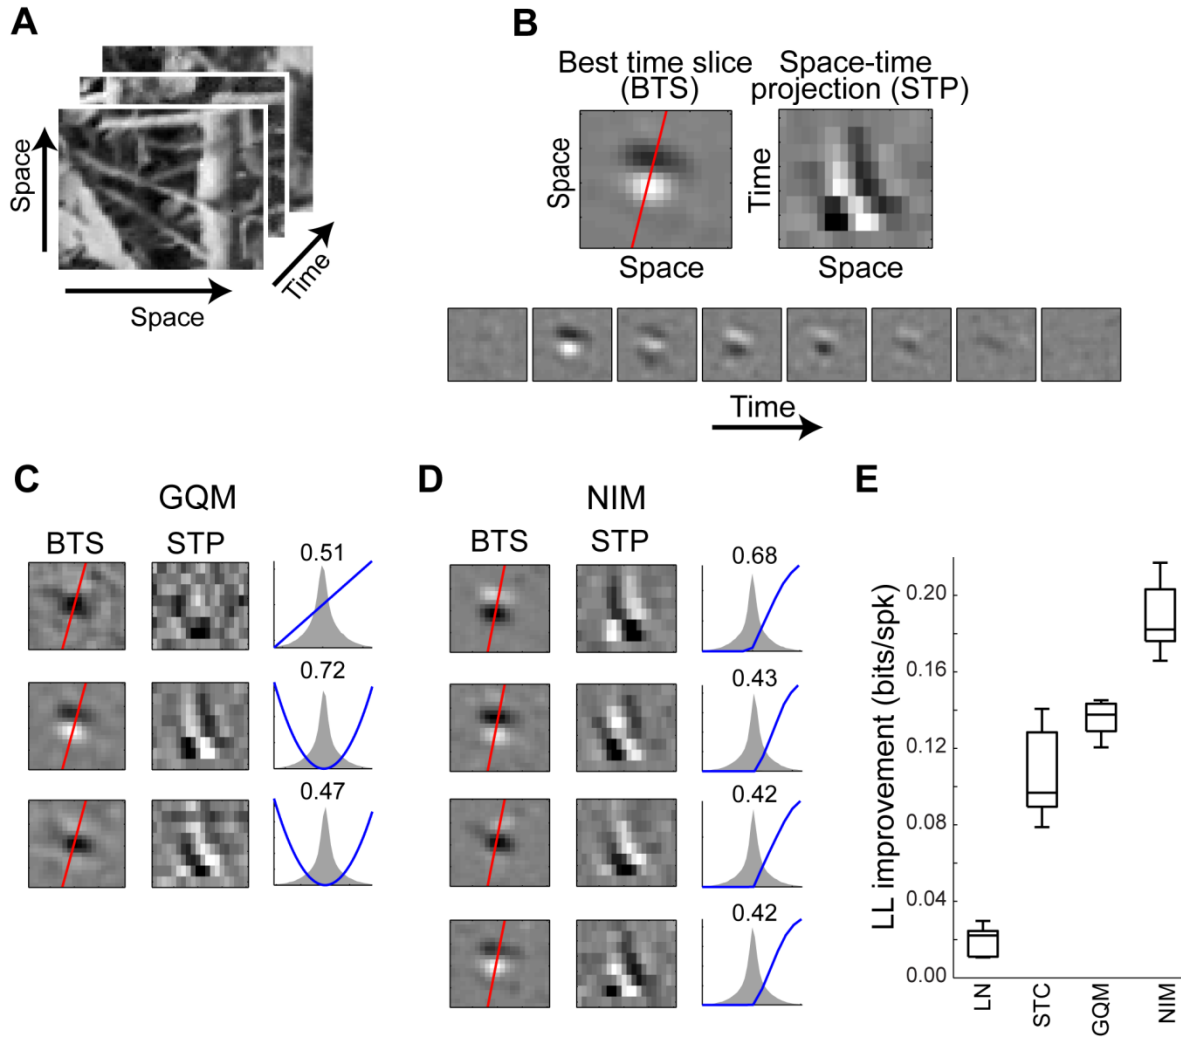 A
Space
Space
Time
B
Best time slice
(BTS)
Space-time
projection (STP)
Space
Time
Space
Space
Time
C
GQM
BTS
STP
0.51
0.72
0.47
D
NIM
BTS
STP
0.68
0.43
0.42
0.42
E
LL improvement (bits/spk)
0.20
0.16
0.12
0.08
0.04
0.00
LN
STC
GQM
NIM